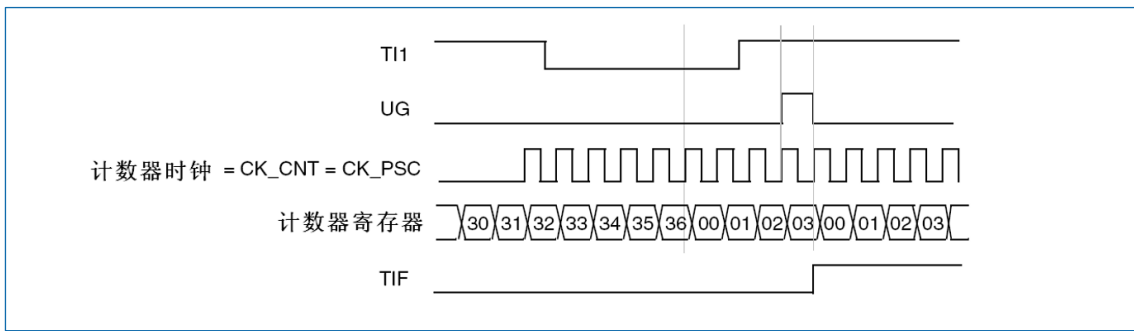 TI1
UG
计数器时钟 = CK_CNT = CK_PSC
计数器寄存器 30 31 32 33 34 35 36 00 01 02 03 00 01 02 03
TIF